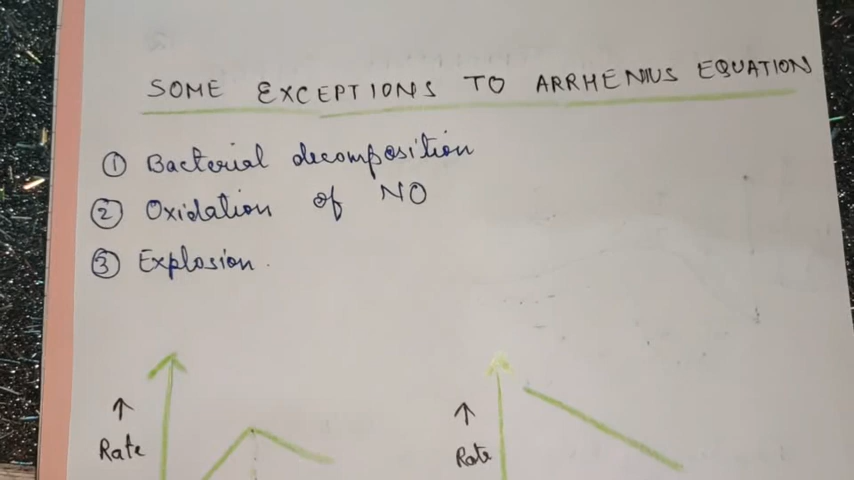 SOME EXCEPTIONS TO ARRHENIUS EQUATION
① Bacterial decomposition
② Oxidation of NO
③ Explosion.
↑ ↑
Rate Rate